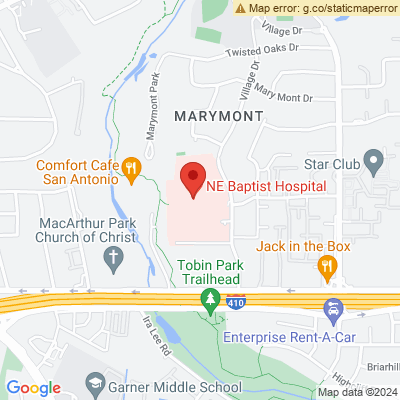 Map error: g.co/staticmaperror
Village Dr
Twisted Oaks Dr
Village Dr
Mary Mont Dr
Marymont Park
MARYMONT
Comfort Cafe
San Antonio
Star Club
NE Baptist Hospital
MacArthur Park
Church of Christ
Jack in the Box
Tobin Park
Trailhead
410
Ira Lee Rd
Enterprise Rent-A-Car
Garner Middle School
Google
Map data ©2024